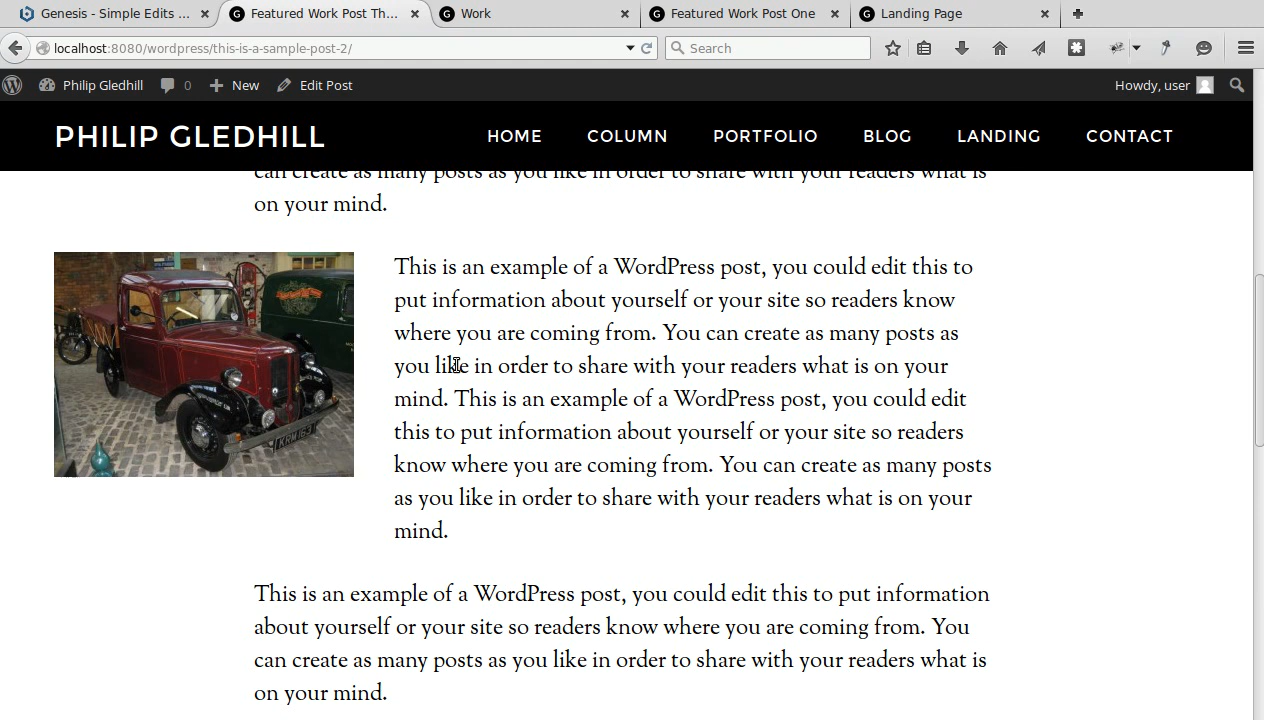 Genesis - Simple Edits ...
Featured Work Post Th...
Work
Featured Work Post One
Landing Page
localhost:8080/wordpress/this-is-a-sample-post-2/
Search
Philip Gledhill
0
New
Edit Post
Howdy, user
PHILIP GLEDHILL
HOME
COLUMN
PORTFOLIO
BLOG
LANDING
CONTACT
can create as many posts as you like in order to share with your readers what is
on your mind.
This is an example of a WordPress post, you could edit this to
put information about yourself or your site so readers know
where you are coming from. You can create as many posts as
you like in order to share with your readers what is on your
mind. This is an example of a WordPress post, you could edit
this to put information about yourself or your site so readers
know where you are coming from. You can create as many posts
as you like in order to share with your readers what is on your
mind.
KRM 163
This is an example of a WordPress post, you could edit this to put information
about yourself or your site so readers know where you are coming from. You
can create as many posts as you like in order to share with your readers what is
on your mind.